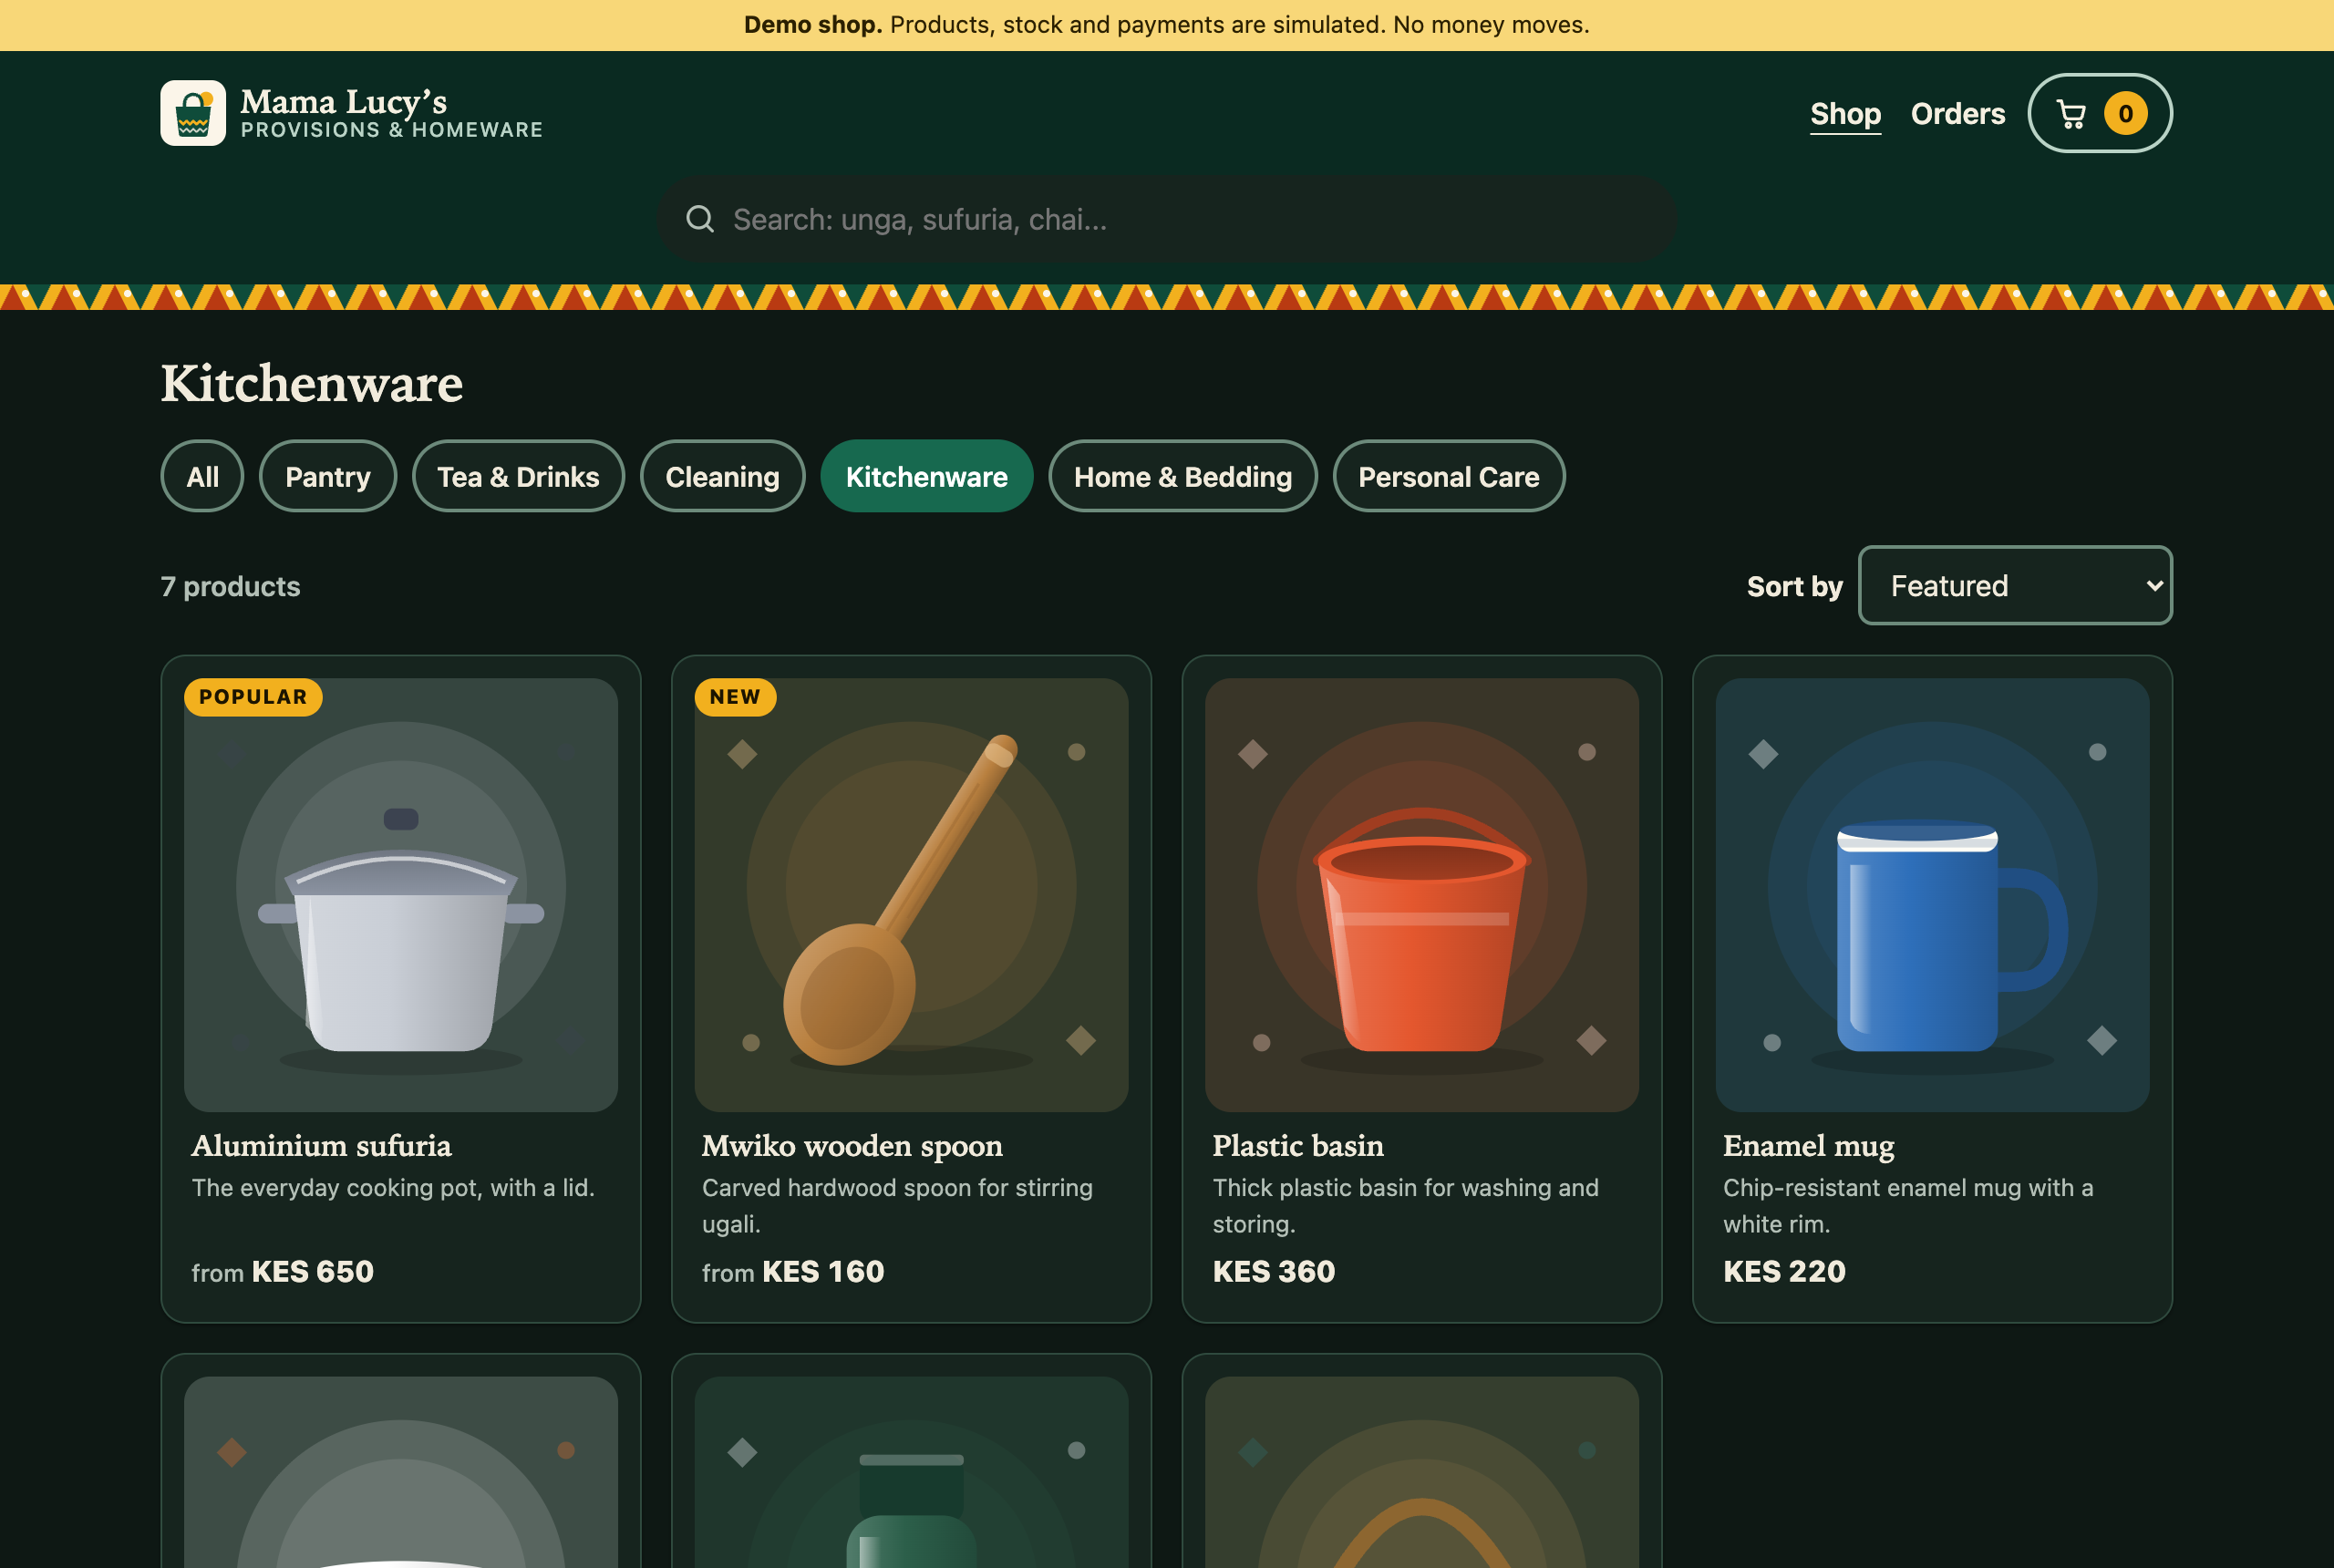 Demo shop. Products, stock and payments are simulated. No money moves.
Mama Lucy’s
PROVISIONS & HOMEWARE
Shop
Orders
0
Search: unga, sufuria, chai...
Kitchenware
All
Pantry
Tea & Drinks
Cleaning
Kitchenware
Home & Bedding
Personal Care
7 products
Sort by
Featured
POPULAR
Aluminium sufuria
The everyday cooking pot, with a lid.
from KES 650
NEW
Mwiko wooden spoon
Carved hardwood spoon for stirring
ugali.
from KES 160
Plastic basin
Thick plastic basin for washing and
storing.
KES 360
Enamel mug
Chip-resistant enamel mug with a
white rim.
KES 220